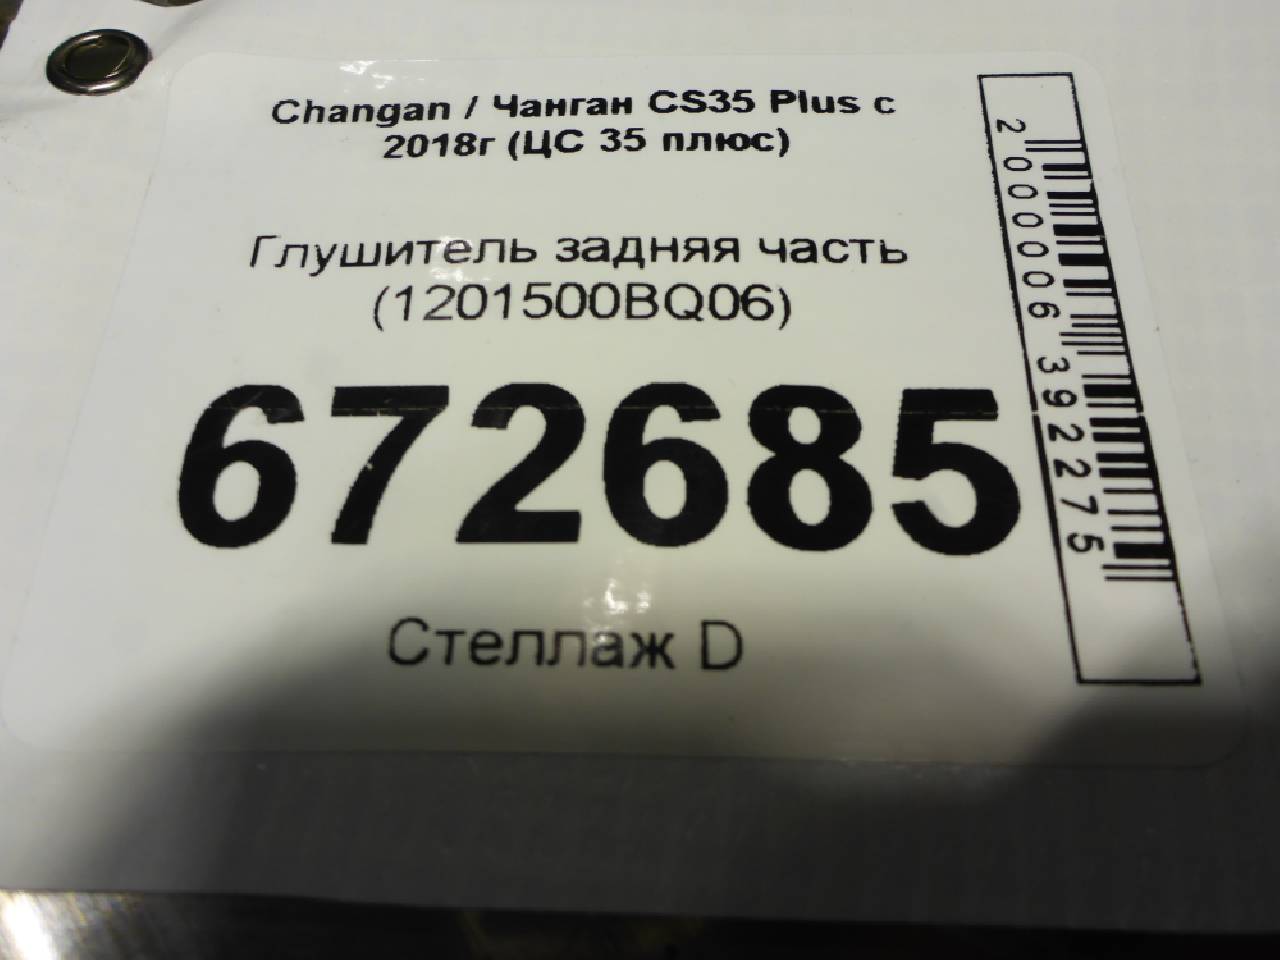 Changan / Чанган CS35 Plus с
2018г (ЦС 35 плюс)
Глушитель задняя часть
(1201500BQ06)
672685
Стеллаж D
2000006392275